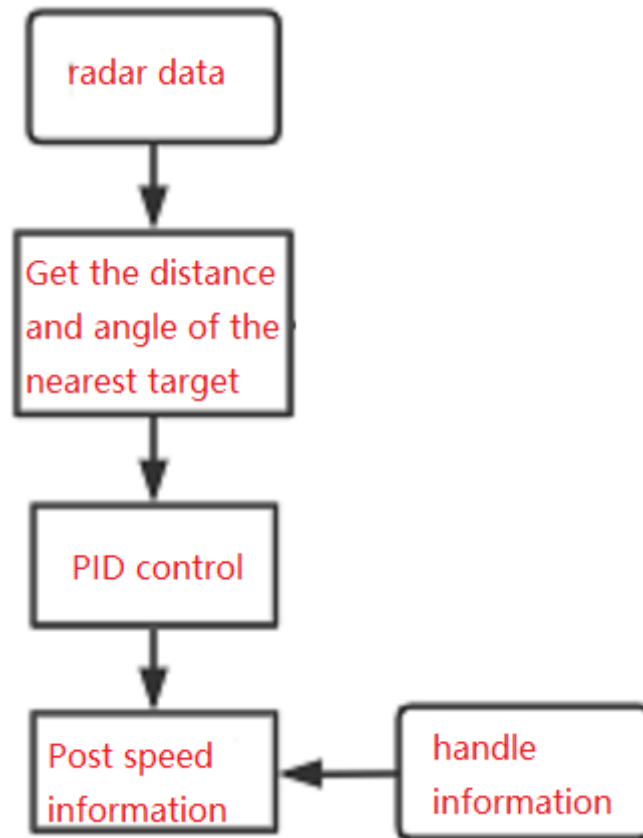 radar data
Get the distance
and angle of the
nearest target
PID control
Post speed
information
handle
information